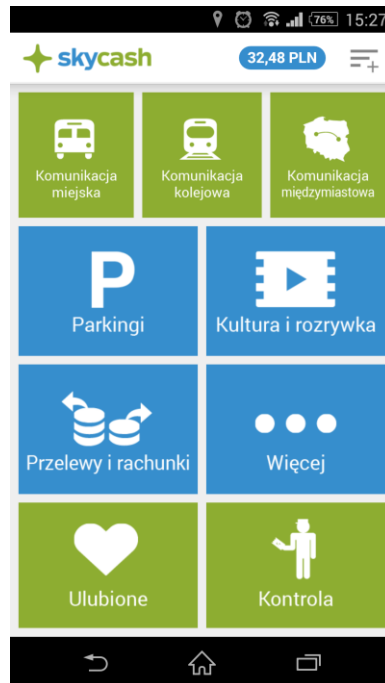 76% 15:27
skycash 32,48 PLN
Komunikacja
miejska
Komunikacja
kolejowa
Komunikacja
międzymiastowa
P
Parkingi
Kultura i rozrywka
Przelewy i rachunki
Więcej
Ulubione
Kontrola